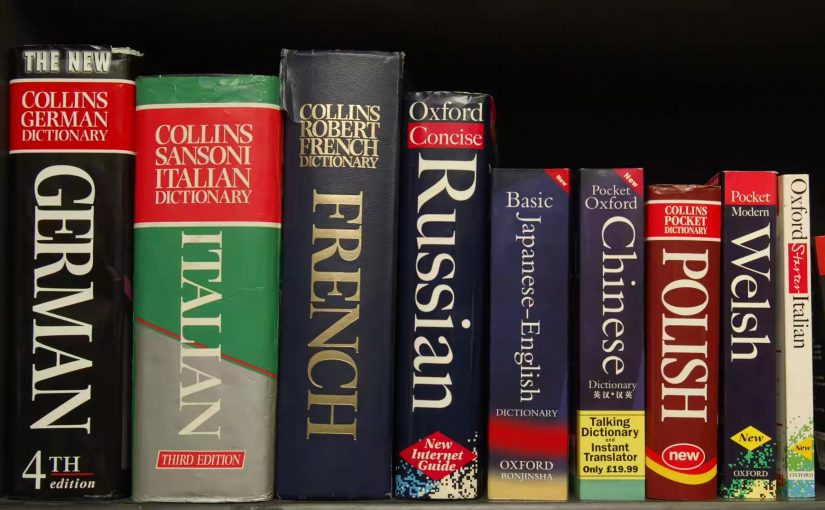 THE NEW
COLLINS
GERMAN
DICTIONARY
GERMAN
4TH
edition
COLLINS
SANSONI
ITALIAN
DICTIONARY
ITALIAN
THIRD EDITION
COLLINS
ROBERT
FRENCH
DICTIONARY
FRENCH
Oxford
Concise
Russian
New
Internet
Guide
New
Basic
Japanese-English
DICTIONARY
OXFORD
BONJINSHA
New
Pocket
Oxford
Chinese
Dictionary
英汉·汉英
Talking
Dictionary
and
Instant
Translator
Only £19.99
COLLINS
POCKET
DICTIONARY
POLISH
new
Pocket
Modern
Welsh
New
OXFORD
Oxford Starter Italian
New
OXFORD